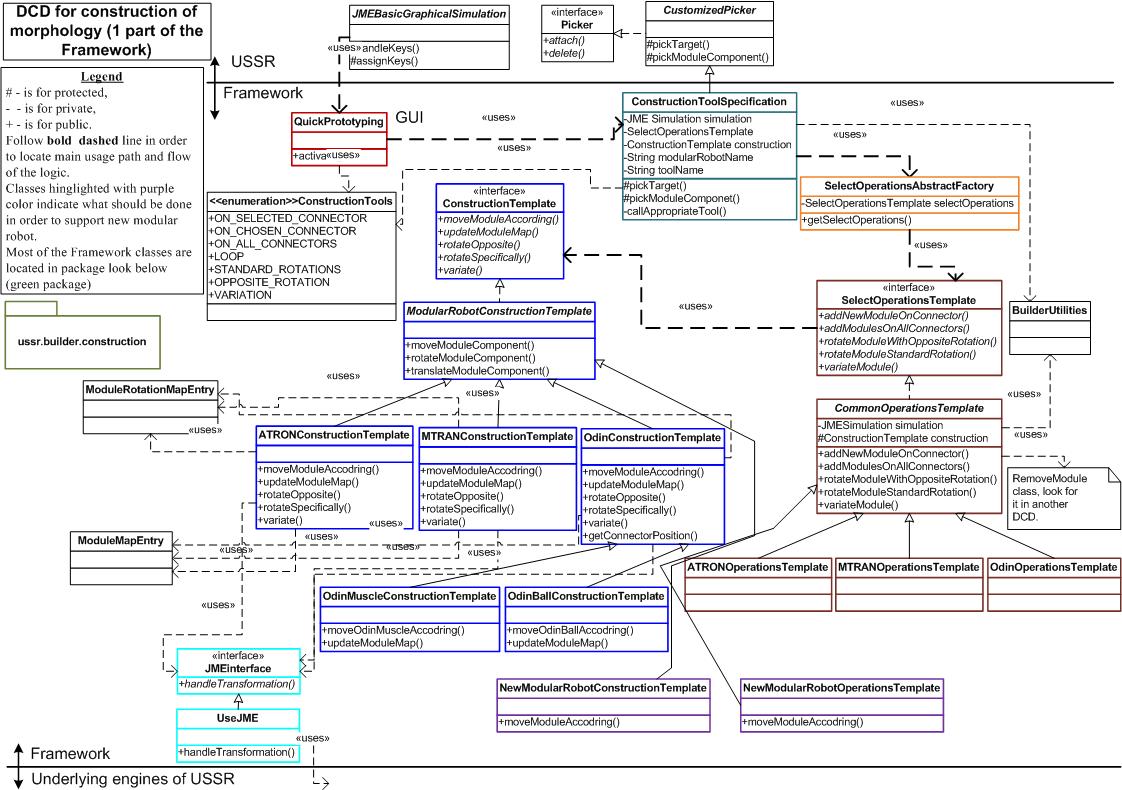 DCD for construction of
morphology (1 part of the
Framework)
Legend
# - is for protected,
- - is for private,
+ - is for public.
Follow bold dashed line in order
to locate main usage path and flow
of the logic.
Classes hinglighted with purple
color indicate what should be done
in order to support new modular
robot.
Most of the Framework classes are
located in package look below
(green package)
ussr.builder.construction
USSR
Framework
JMEBasicGraphicalSimulation
«uses»
andleKeys()
#assignKeys()
«interface»
Picker
+attach()
+delete()
CustomizedPicker
#pickTarget()
#pickModuleComponent()
QuickPrototyping
+activa
«uses»
GUI
«uses»
«uses»
ConstructionToolSpecification
-JME Simulation simulation
-SelectOperationsTemplate
-ConstructionTemplate construction
-String modularRobotName
-String toolName
#pickTarget()
#pickModuleComponet()
-callAppropriateTool()
«uses»
«uses»
SelectOperationsAbstractFactory
-SelectOperationsTemplate selectOperations
+getSelectOperations()
«uses»
<<enumeration>>ConstructionTools
+ON_SELECTED_CONNECTOR
+ON_CHOSEN_CONNECTOR
+ON_ALL_CONNECTORS
+LOOP
+STANDARD_ROTATIONS
+OPPOSITE_ROTATION
+VARIATION
«interface»
ConstructionTemplate
+moveModuleAccording()
+updateModuleMap()
+rotateOpposite()
+rotateSpecifically()
+variate()
«uses»
«interface»
SelectOperationsTemplate
+addNewModuleOnConnector()
+addModulesOnAllConnectors()
+rotateModuleWithOppositeRotation()
+rotateModuleStandardRotation()
+variateModule()
BuilderUtilities
«uses»
ModularRobotConstructionTemplate
+moveModuleComponent()
+rotateModuleComponent()
+translateModuleComponent()
ModuleRotationMapEntry
«uses»
«uses»
«uses»
CommonOperationsTemplate
-JMESimulation simulation
#ConstructionTemplate construction
+addNewModuleOnConnector()
+addModulesOnAllConnectors()
+rotateModuleWithOppositeRotation()
+rotateModuleStandardRotation()
+variateModule()
«uses»
RemoveModule
class, look for
it in another
DCD.
ATRONConstructionTemplate
+moveModuleAccodring()
+updateModuleMap()
+rotateOpposite()
+rotateSpecifically()
+variate()
MTRANConstructionTemplate
+moveModuleAccodring()
+updateModuleMap()
+rotateOpposite()
+rotateSpecifically()
+variate()
OdinConstructionTemplate
+moveModuleAccodring()
+updateModuleMap()
+rotateOpposite()
+rotateSpecifically()
+variate()
+getConnectorPosition()
«uses»
«uses»
«uses»
«uses»
ModuleMapEntry
«uses»
ATRONOperationsTemplate
MTRANOperationsTemplate
OdinOperationsTemplate
OdinMuscleConstructionTemplate
+moveOdinMuscleAccodring()
+updateModuleMap()
OdinBallConstructionTemplate
+moveOdinBallAccodring()
+updateModuleMap()
«interface»
JMEinterface
+handleTransformation()
UseJME
+handleTransformation()
«uses»
NewModularRobotConstructionTemplate
+moveModuleAccodring()
NewModularRobotOperationsTemplate
+moveModuleAccodring()
Framework
Underlying engines of USSR